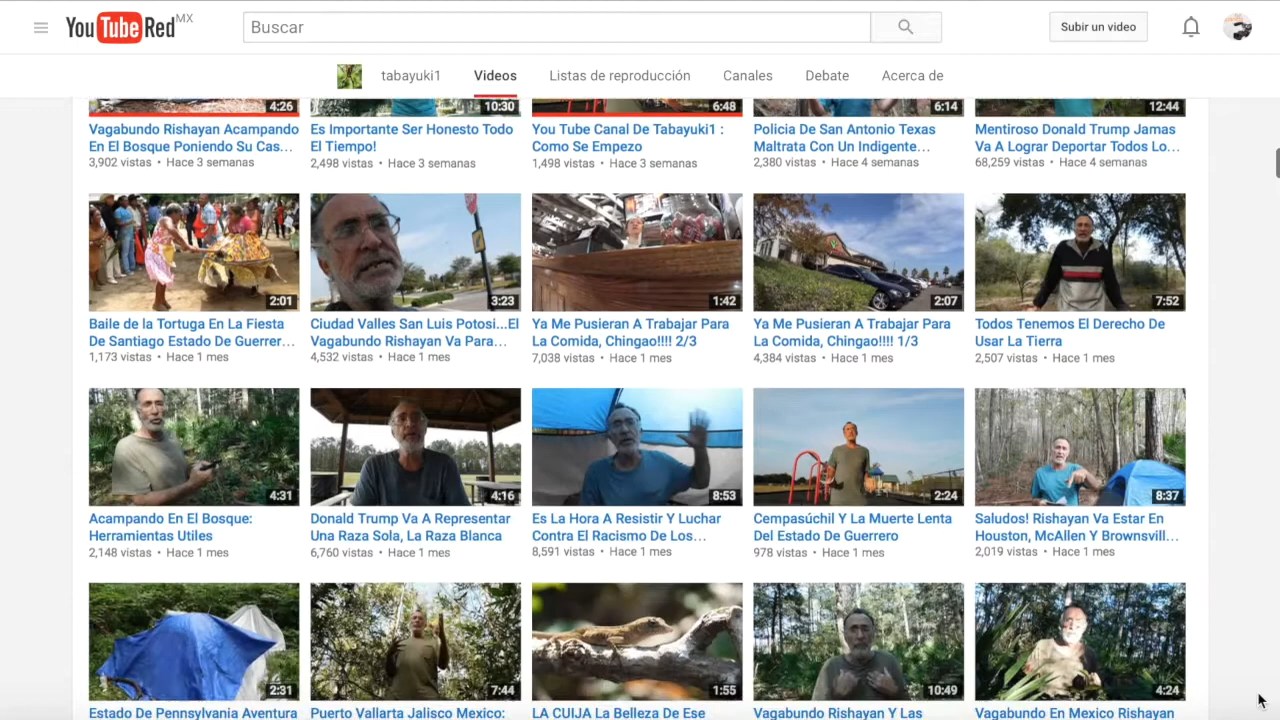 YouTube Red MX
Buscar
Subir un video
tabayuki1 Videos Listas de reproducción Canales Debate Acerca de
4:26 10:30 6:48 6:14 12:44
Vagabundo Rishayan Acampando
En El Bosque Poniendo Su Cas...
3,902 vistas • Hace 3 semanas
Es Importante Ser Honesto Todo
El Tiempo!
2,498 vistas • Hace 3 semanas
You Tube Canal De Tabayuki1 :
Como Se Empezo
1,498 vistas • Hace 3 semanas
Policia De San Antonio Texas
Maltrata Con Un Indigente...
2,380 vistas • Hace 4 semanas
Mentiroso Donald Trump Jamas
Va A Lograr Deportar Todos Lo...
68,259 vistas • Hace 4 semanas
2:01
Baile de la Tortuga En La Fiesta
De Santiago Estado De Guerrer...
1,173 vistas • Hace 1 mes
3:23
Ciudad Valles San Luis Potosi...El
Vagabundo Rishayan Va Para...
4,532 vistas • Hace 1 mes
1:42
Ya Me Pusieran A Trabajar Para
La Comida, Chingao!!!! 2/3
7,038 vistas • Hace 1 mes
2:07
Ya Me Pusieran A Trabajar Para
La Comida, Chingao!!!! 1/3
4,384 vistas • Hace 1 mes
7:52
Todos Tenemos El Derecho De
Usar La Tierra
2,507 vistas • Hace 1 mes
4:31
Acampando En El Bosque:
Herramientas Utiles
2,148 vistas • Hace 1 mes
4:16
Donald Trump Va A Representar
Una Raza Sola, La Raza Blanca
6,760 vistas • Hace 1 mes
8:53
Es La Hora A Resistir Y Luchar
Contra El Racismo De Los...
8,591 vistas • Hace 1 mes
2:24
Cempasúchil Y La Muerte Lenta
Del Estado De Guerrero
978 vistas • Hace 1 mes
8:37
Saludos! Rishayan Va Estar En
Houston, McAllen Y Brownsvill...
2,019 vistas • Hace 1 mes
2:31
Estado De Pennsylvania Aventura
7:44
Puerto Vallarta Jalisco Mexico:
1:55
LA CUIJA La Belleza De Ese
10:49
Vagabundo Rishayan Y Las
4:24
Vagabundo En Mexico Rishayan